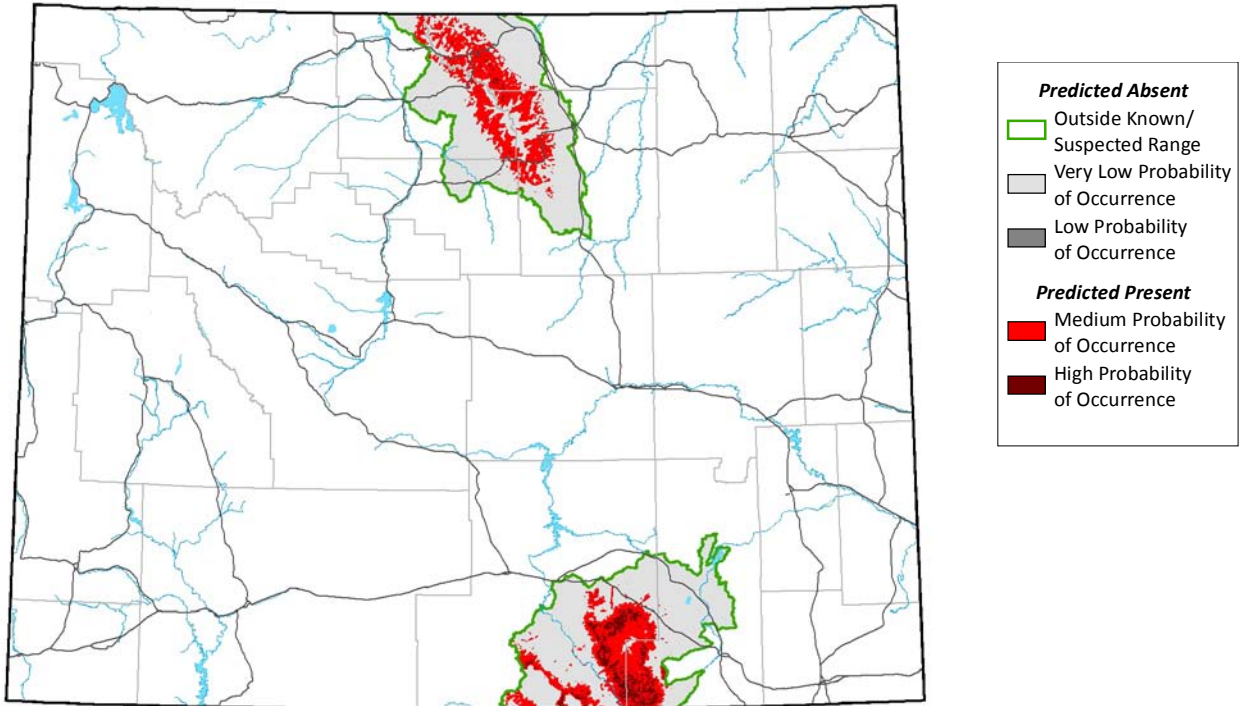 Predicted Absent
Outside Known/
Suspected Range
Very Low Probability
of Occurrence
Low Probability
of Occurrence
Predicted Present
Medium Probability
of Occurrence
High Probability
of Occurrence